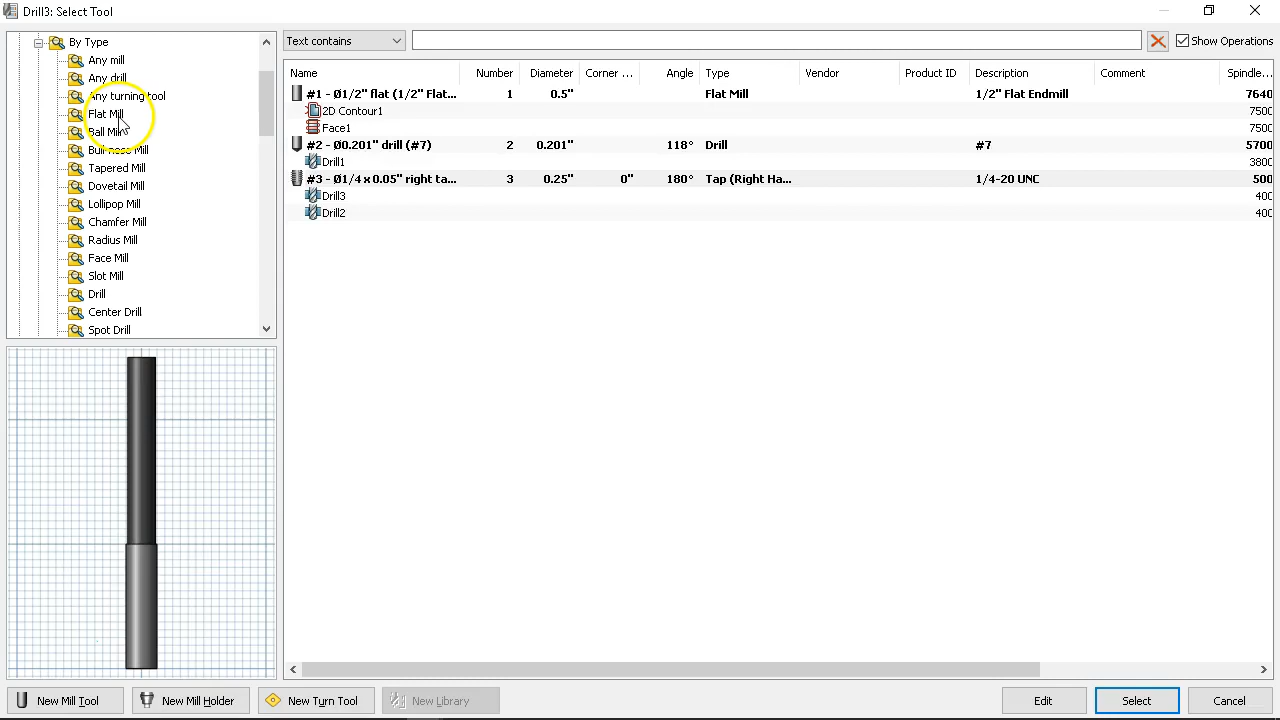 Drill3: Select Tool
By Type
Any mill
Any drill
Any turning tool
Flat Mill
Ball Mill
Bull Nose Mill
Tapered Mill
Dovetail Mill
Lollipop Mill
Chamfer Mill
Radius Mill
Face Mill
Slot Mill
Drill
Center Drill
Spot Drill
Text contains
Show Operations
Name Number Diameter Corner ... Angle Type Vendor Product ID Description Comment Spindle...
#1 - Ø1/2" flat (1/2" Flat... 1 0.5" Flat Mill 1/2" Flat Endmill 7640
2D Contour1 7500
Face1 7500
#2 - Ø0.201" drill (#7) 2 0.201" 118° Drill #7 5700
Drill1 3800
#3 - Ø1/4 x 0.05" right ta... 3 0.25" 0" 180° Tap (Right Ha... 1/4-20 UNC 500
Drill3 400
Drill2 400
New Mill Tool
New Mill Holder
New Turn Tool
New Library
Edit
Select
Cancel